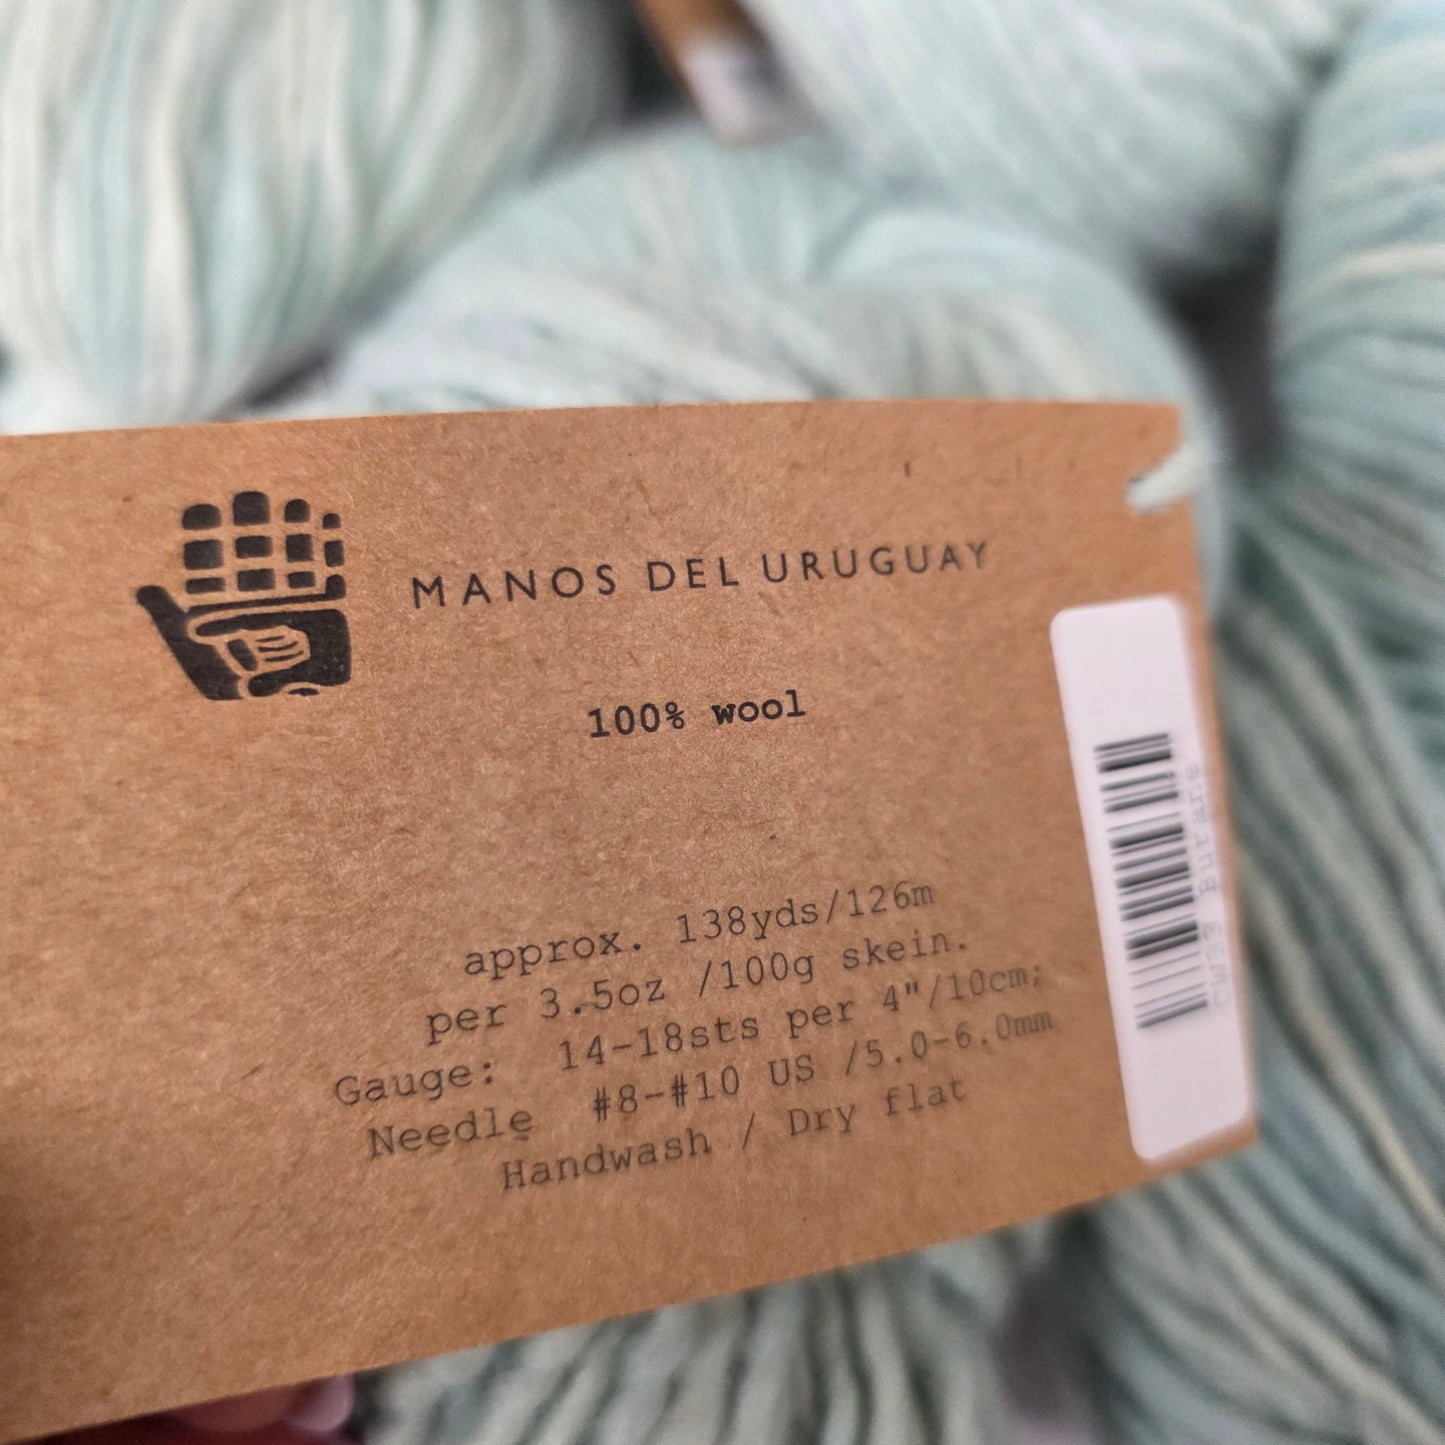 MANOS DEL URUGUAY
100% wool
approx. 138yds/126m
per 3.5oz /100g skein.
Gauge: 14-18sts per 4"/10cm;
Needle #8-#10 US /5.0-6.0mm
Handwash / Dry flat